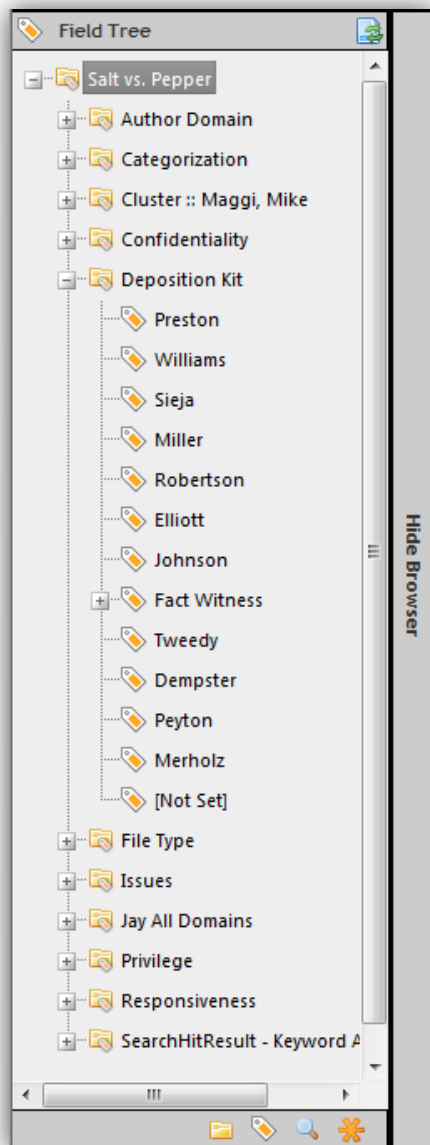 Field Tree
Salt vs. Pepper
Author Domain
Categorization
Cluster :: Maggi, Mike
Confidentiality
Deposition Kit
Preston
Williams
Sieja
Miller
Robertson
Elliott
Johnson
Fact Witness
Tweedy
Dempster
Peyton
Merholz
[Not Set]
File Type
Issues
Jay All Domains
Privilege
Responsiveness
SearchHitResult - Keyword A
Hide Browser